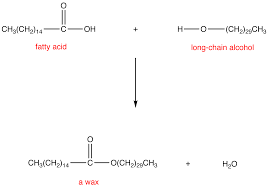 O
CH3(CH2)14 — C — OH + H — O — (CH2)29CH3
fatty acid long-chain alcohol
O
CH3(CH2)14 — C — O(CH2)29CH3 + H2O
a wax